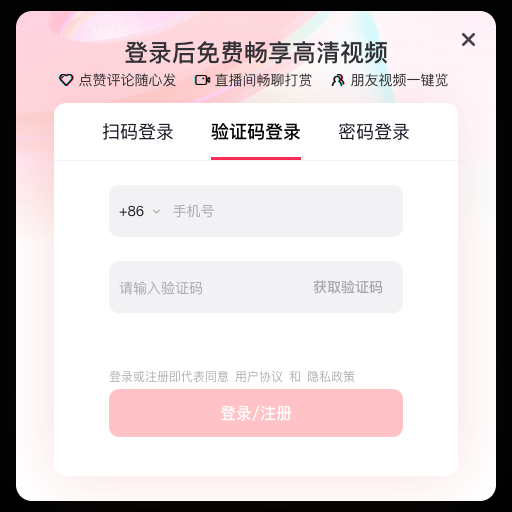 登录后免费畅享高清视频
点赞评论随心发 直播间畅聊打赏 朋友视频一键览
扫码登录 验证码登录 密码登录
+86 手机号
请输入验证码 获取验证码
登录或注册即代表同意 用户协议 和 隐私政策
登录/注册